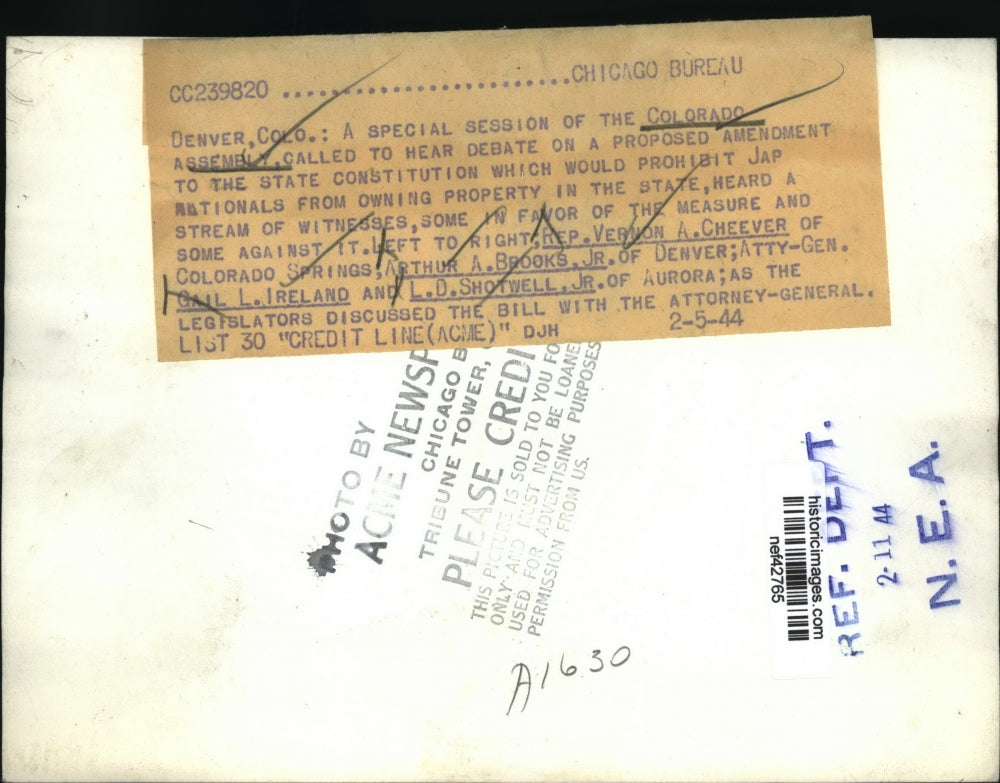 CC239820 ..............................CHICAGO BUREAU
DENVER,COLO.: A SPECIAL SESSION OF THE COLORADO
ASSEMBLY,CALLED TO HEAR DEBATE ON A PROPOSED AMENDMENT
TO THE STATE CONSTITUTION WHICH WOULD PROHIBIT JAP
NATIONALS FROM OWNING PROPERTY IN THE STATE,HEARD A
STREAM OF WITNESSES,SOME IN FAVOR OF THE MEASURE AND
SOME AGAINST IT.LEFT TO RIGHT;REP.VERNON A.CHEEVER OF
COLORADO SPRINGS;ARTHUR A.BROOKS,JR.OF DENVER;ATTY-GEN.
GAIL L.IRELAND AND L.D.SHOTWELL,JR.OF AURORA;AS THE
LEGISLATORS DISCUSSED THE BILL WITH THE ATTORNEY-GENERAL.
LIST 30 "CREDIT LINE(ACME)" DJH 2-5-44
PHOTO BY
ACME NEWSP
CHICAGO B
TRIBUNE TOWER,
PLEASE CREDI
THIS PICTURE IS SOLD TO YOU FO
ONLY AND MUST NOT BE LOANE
USED FOR ADVERTISING PURPOSES
PERMISSION FROM US.
A1630
historicimages.com
nef42765
REF. DEPT.
2-11 44
N. E. A.